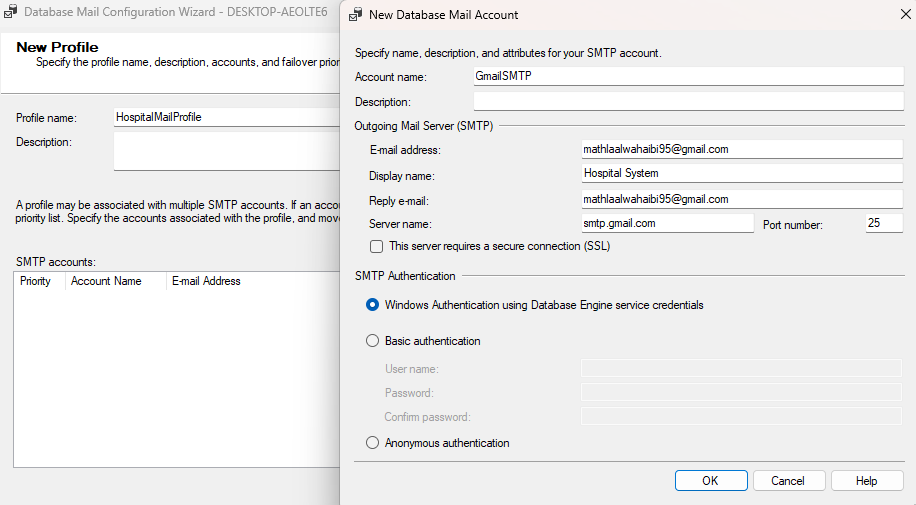 Database Mail Configuration Wizard - DESKTOP-AEOLTE6
New Profile
Specify the profile name, description, accounts, and failover prior
Profile name: HospitalMailProfile
Description:
A profile may be associated with multiple SMTP accounts. If an accou
priority list. Specify the accounts associated with the profile, and mov
SMTP accounts:
Priority Account Name E-mail Address
New Database Mail Account
Specify name, description, and attributes for your SMTP account.
Account name: GmailSMTP
Description:
Outgoing Mail Server (SMTP)
E-mail address: mathlaalwahaibi95@gmail.com
Display name: Hospital System
Reply e-mail: mathlaalwahaibi95@gmail.com
Server name: smtp.gmail.com Port number: 25
This server requires a secure connection (SSL)
SMTP Authentication
Windows Authentication using Database Engine service credentials
Basic authentication
User name:
Password:
Confirm password:
Anonymous authentication
OK Cancel Help